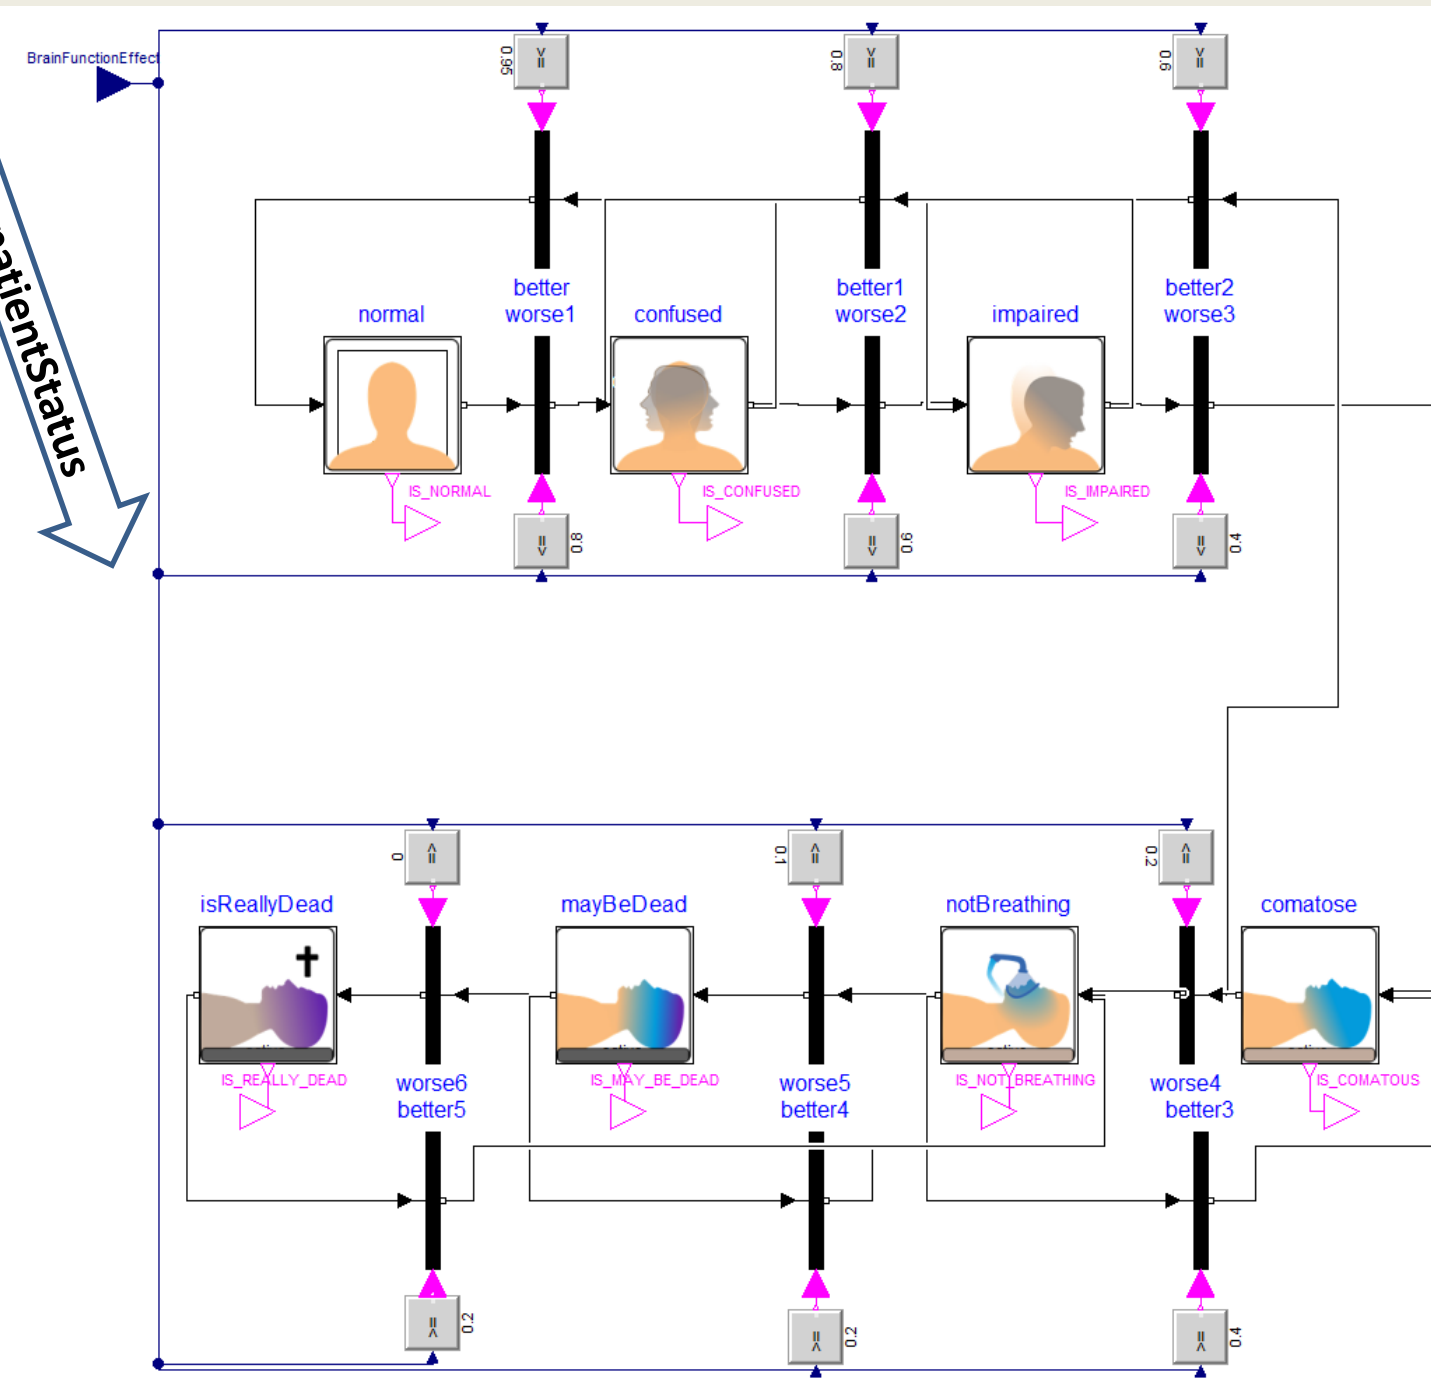 BrainFunctionEffect
0.95
0.8
0.6
patientStatus
better
worse1
better1
worse2
better2
worse3
normal
confused
impaired
IS_NORMAL
IS_CONFUSED
IS_IMPAIRED
0.8
0.6
0.4
0
0.1
0.2
isReallyDead
mayBeDead
notBreathing
comatose
IS_REALLY_DEAD
IS_MAY_BE_DEAD
IS_NOT_BREATHING
IS_COMATOUS
worse6
better5
worse5
better4
worse4
better3
0.2
0.2
0.4